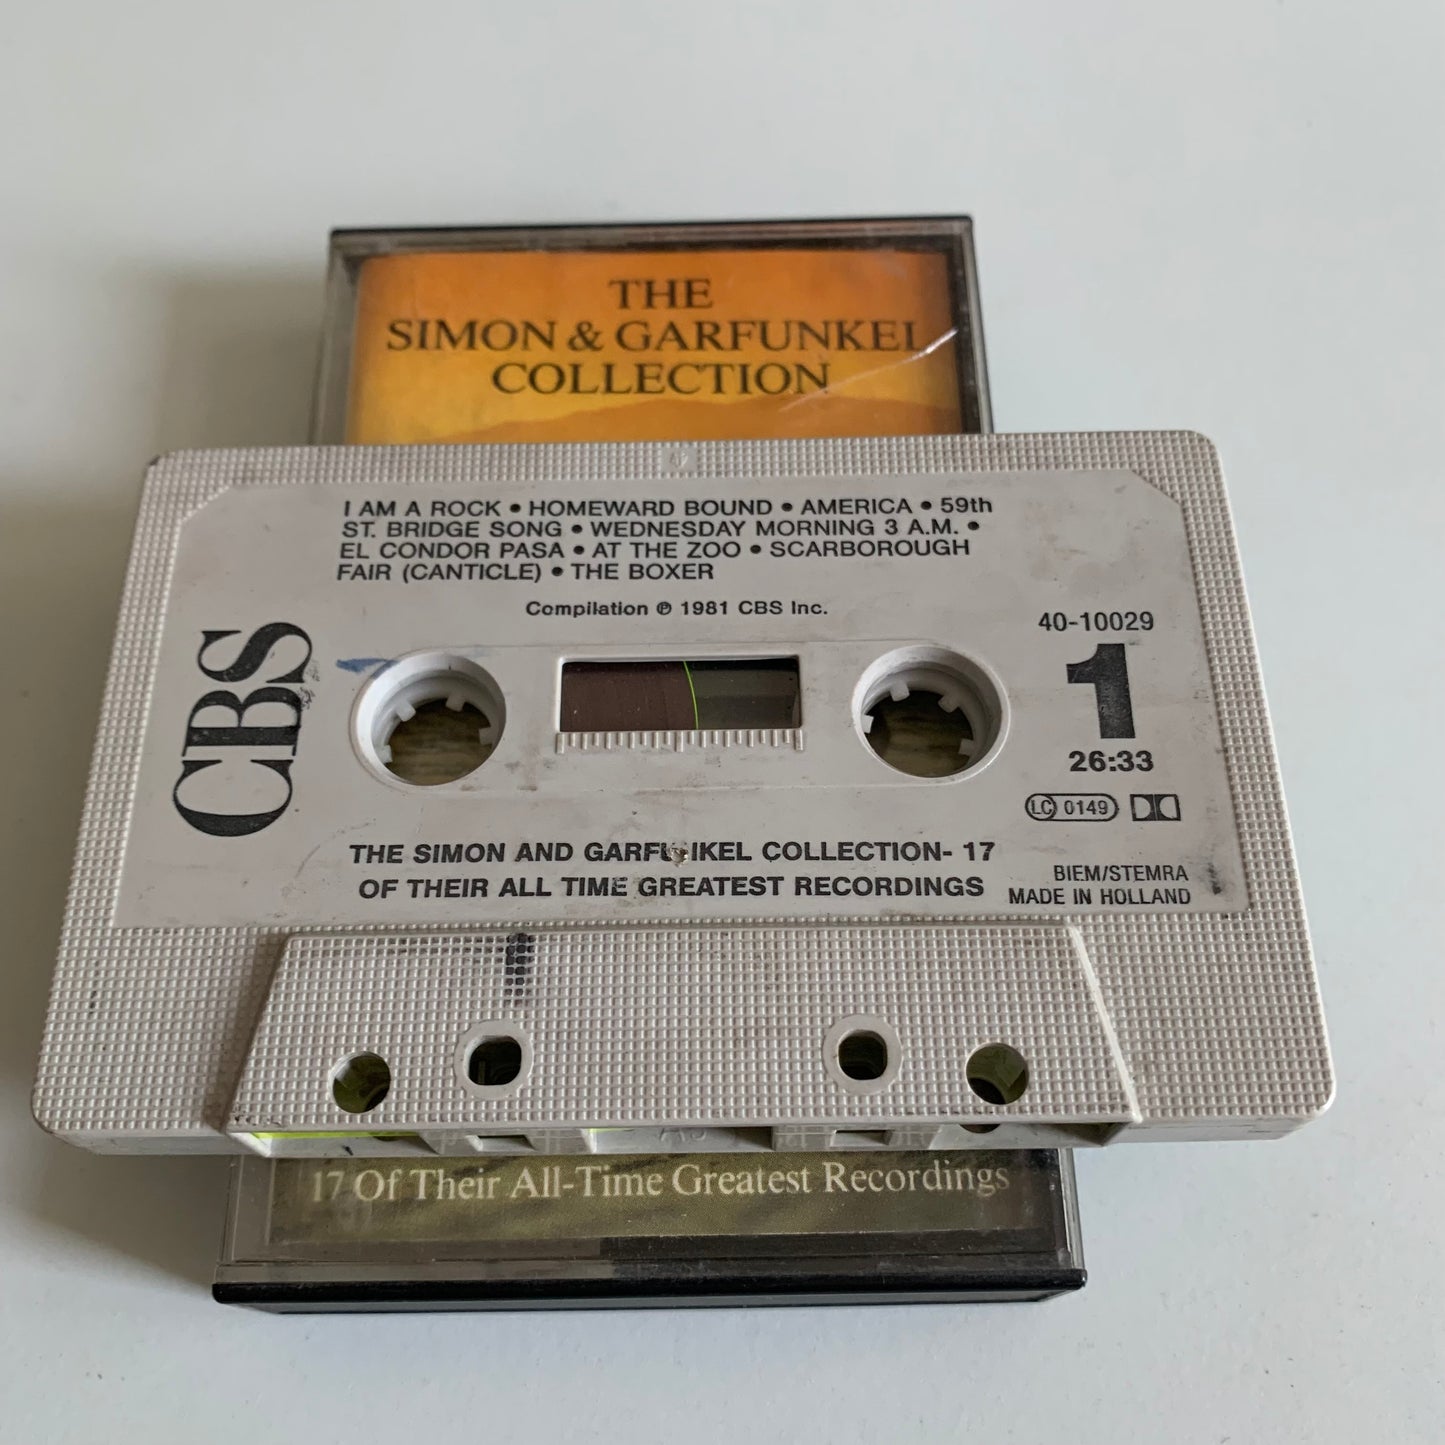 THE
SIMON & GARFUNKEL
COLLECTION
I AM A ROCK • HOMEWARD BOUND • AMERICA • 59th
ST. BRIDGE SONG • WEDNESDAY MORNING 3 A.M. •
EL CONDOR PASA • AT THE ZOO • SCARBOROUGH
FAIR (CANTICLE) • THE BOXER
Compilation ℗ 1981 CBS Inc.
40-10029
1
26:33
LC 0149
CBS
THE SIMON AND GARFUNKEL COLLECTION- 17
OF THEIR ALL TIME GREATEST RECORDINGS
BIEM/STEMRA
MADE IN HOLLAND
17 Of Their All-Time Greatest Recordings